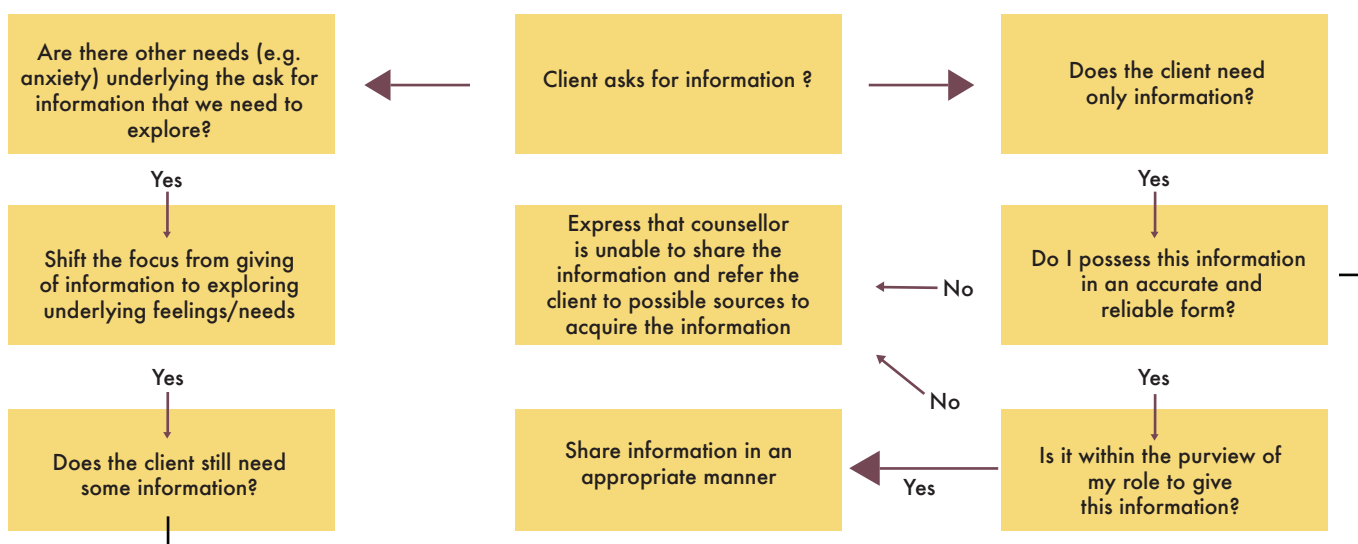 Are there other needs (e.g.
anxiety) underlying the ask for
information that we need to
explore?
Client asks for information ?
Does the client need
only information?
Yes
Yes
Shift the focus from giving
of information to exploring
underlying feelings/needs
Express that counsellor
is unable to share the
information and refer the
client to possible sources to
acquire the information
No
Do I possess this information
in an accurate and
reliable form?
Yes
No
Yes
Does the client still need
some information?
Share information in an
appropriate manner
Yes
Is it within the purview of
my role to give
this information?